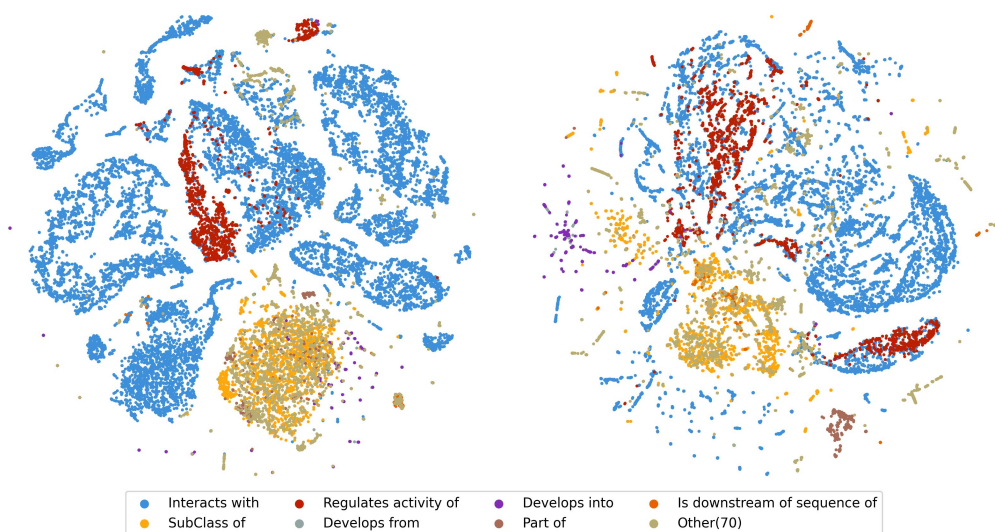 Interacts with Regulates activity of Develops into Is downstream of sequence of
SubClass of Develops from Part of Other(70)